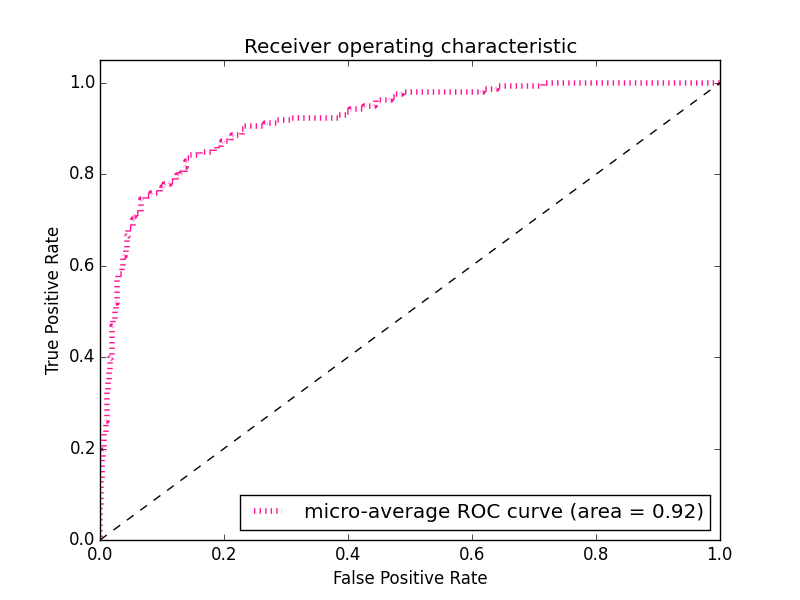 Receiver operating characteristic
1.0
0.8
0.6
0.4
0.2
0.0
True Positive Rate
micro-average ROC curve (area = 0.92)
0.0 0.2 0.4 0.6 0.8 1.0
False Positive Rate